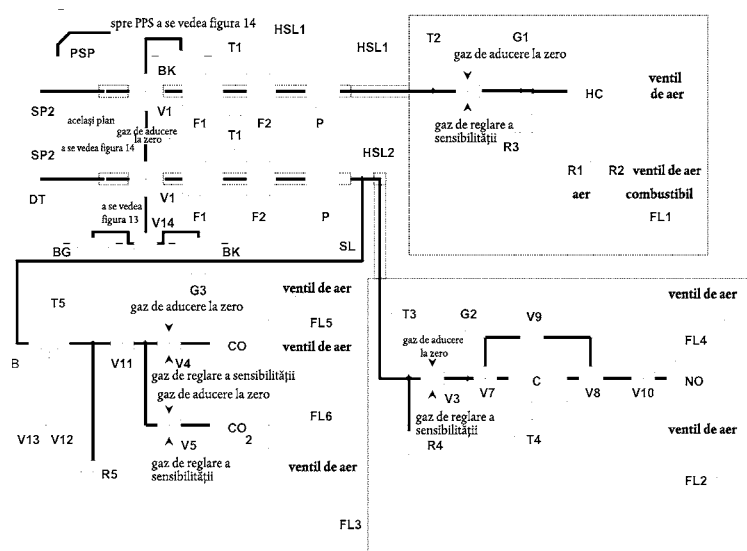 spre PPS a se vedea figura 14
PSP
T1
HSL1
HSL1
T2
G1
gaz de aducere la zero
BK
SP2
V1
același plan
gaz de aducere
la zero
F1
T1
F2
P
HC
ventil
de aer
gaz de reglare a
sensibilității
R3
SP2
a se vedea figura 14
HSL2
R1
R2
ventil de aer
aer
combustibil
FL1
DT
a se vedea
figura 13
V1
V14
F1
F2
P
BG
BK
SL
G3
gaz de aducere la zero
ventil de aer
T5
FL5
B
V11
V4
CO
ventil de aer
gaz de reglare a sensibilității
gaz de aducere la zero
FL6
V13
V12
V5
CO
2
R5
gaz de reglare a
sensibilității
ventil de aer
FL3
ventil de aer
T3
G2
V9
gaz de aducere
la zero
FL4
V3
V7
C
V8
V10
NO
gaz de reglare a
sensibilității
R4
T4
ventil de aer
FL2